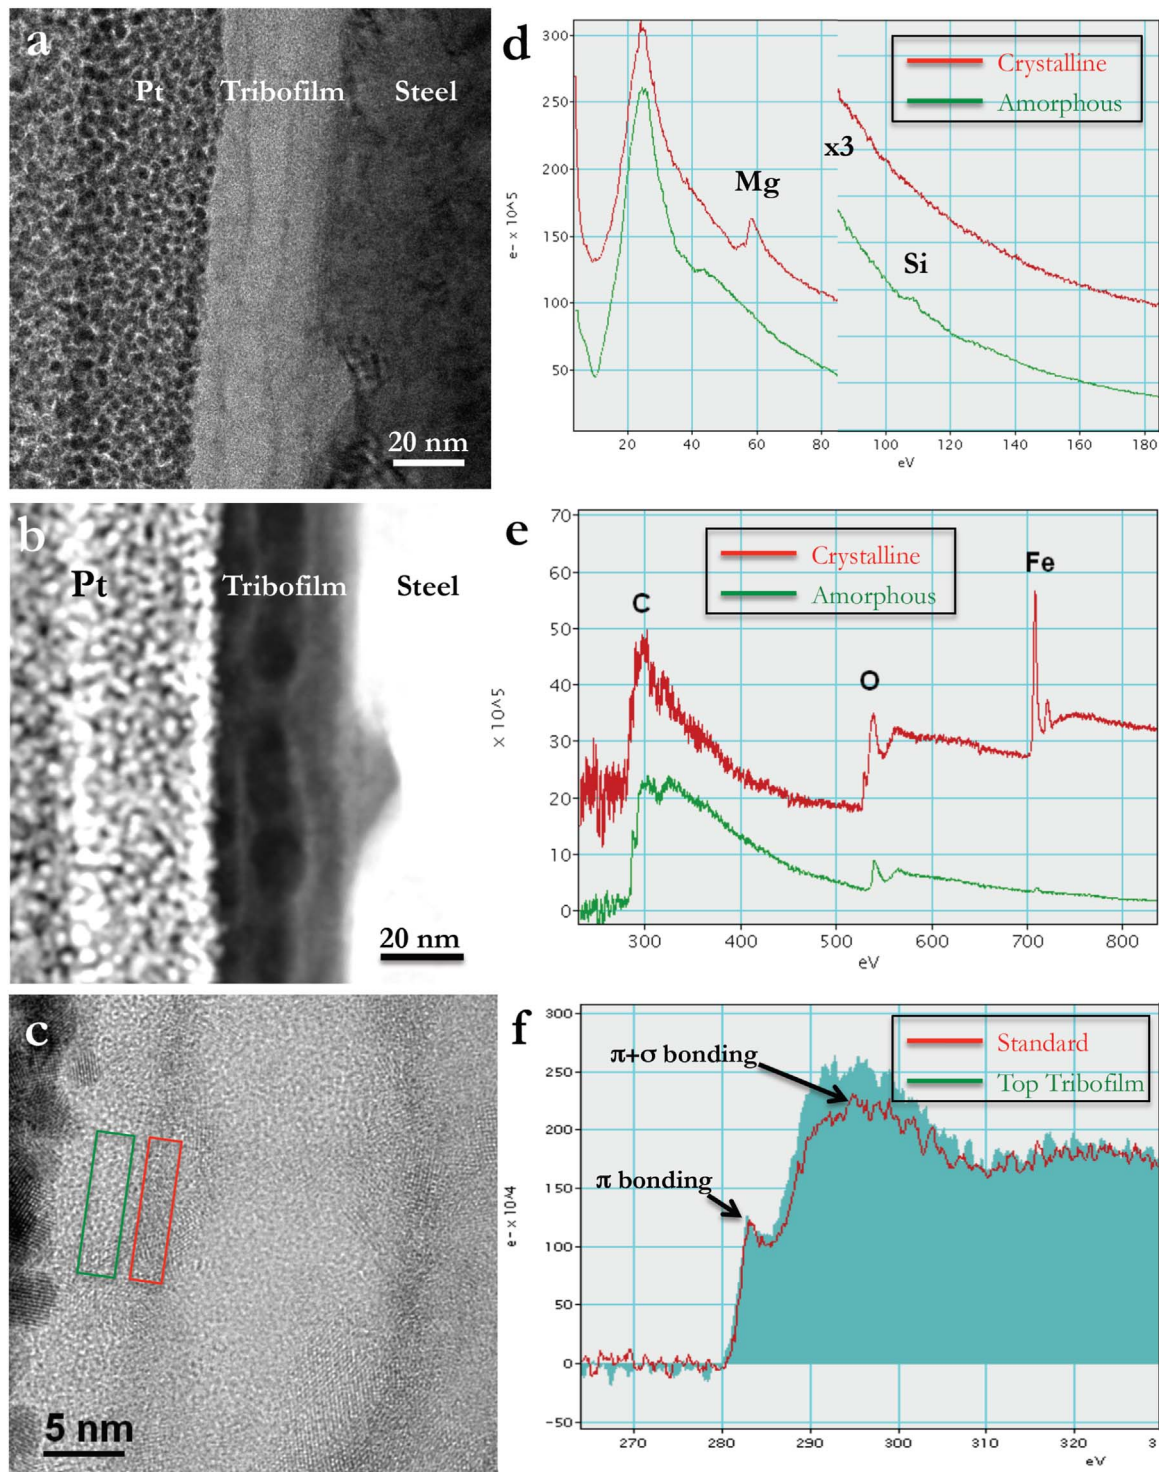 a
Pt
Tribofilm
Steel
20 nm
b
Pt
Tribofilm
Steel
20 nm
c
5 nm
d
Crystalline
Amorphous
x3
Mg
Si
e- x 10^5
300
250
200
150
100
50
20 40 60 80 100 120 140 160 180
eV
e
Crystalline
Amorphous
C
O
Fe
x 10^5
70
60
50
40
30
20
10
0
300 400 500 600 700 800
eV
f
Standard
Top Tribofilm
π+σ bonding
π bonding
e- x 10^4
300
250
200
150
100
50
0
-50
270 280 290 300 310 320 3
eV